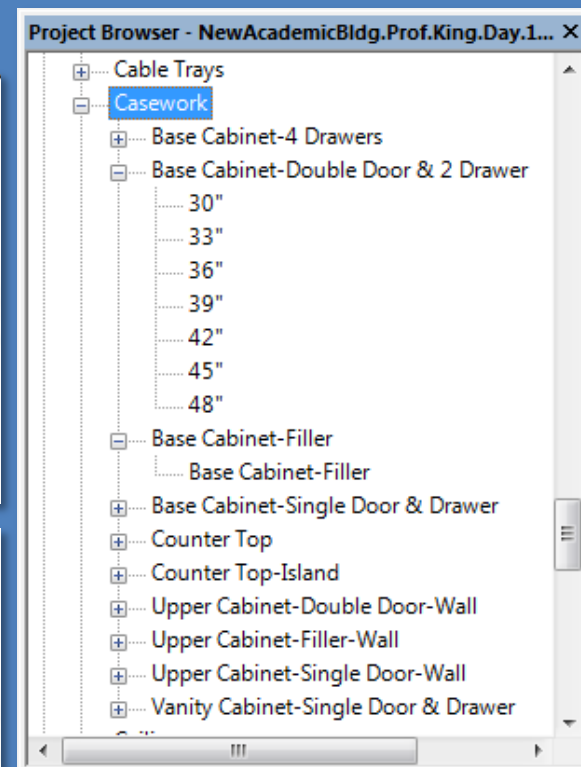 Project Browser - NewAcademicBldg.Prof.King.Day.1...
Cable Trays
Casework
Base Cabinet-4 Drawers
Base Cabinet-Double Door & 2 Drawer
30"
33"
36"
39"
42"
45"
48"
Base Cabinet-Filler
Base Cabinet-Filler
Base Cabinet-Single Door & Drawer
Counter Top
Counter Top-Island
Upper Cabinet-Double Door-Wall
Upper Cabinet-Filler-Wall
Upper Cabinet-Single Door-Wall
Vanity Cabinet-Single Door & Drawer